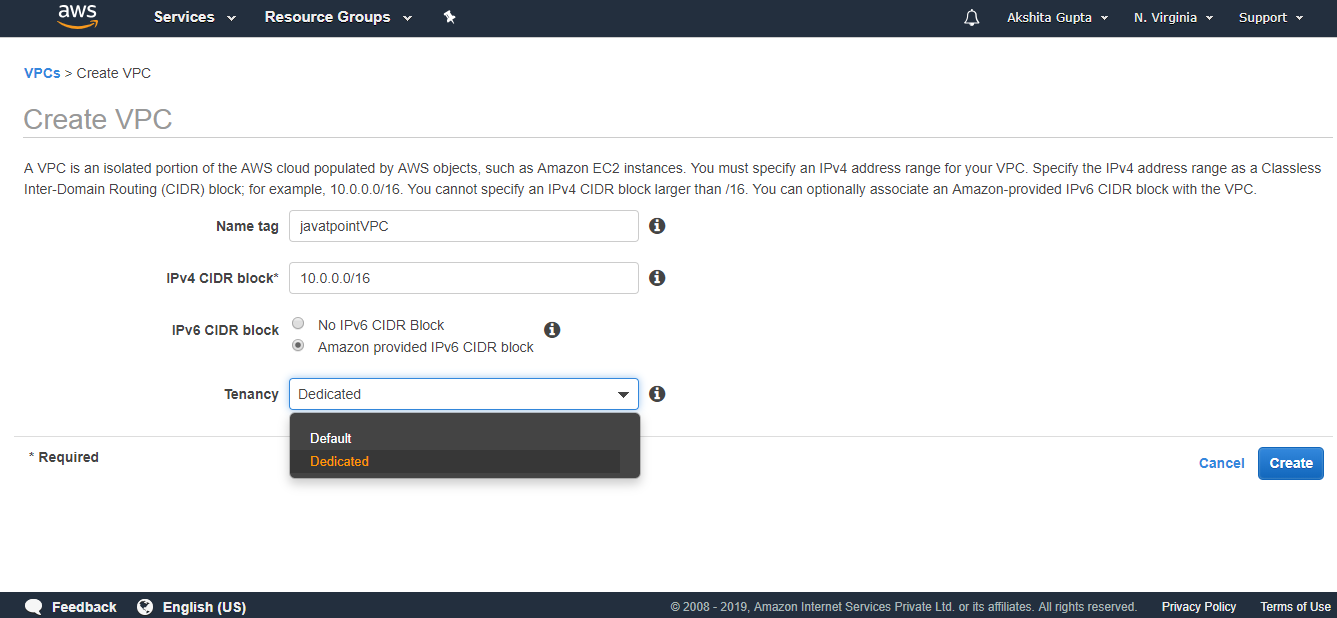 aws Services Resource Groups Akshita Gupta N. Virginia Support
VPCs > Create VPC
Create VPC
A VPC is an isolated portion of the AWS cloud populated by AWS objects, such as Amazon EC2 instances. You must specify an IPv4 address range for your VPC. Specify the IPv4 address range as a Classless
Inter-Domain Routing (CIDR) block; for example, 10.0.0.0/16. You cannot specify an IPv4 CIDR block larger than /16. You can optionally associate an Amazon-provided IPv6 CIDR block with the VPC.
Name tag javatpointVPC
IPv4 CIDR block* 10.0.0.0/16
IPv6 CIDR block No IPv6 CIDR Block
Amazon provided IPv6 CIDR block
Tenancy Dedicated
Default
Dedicated
* Required
Cancel Create
Feedback English (US) © 2008 - 2019, Amazon Internet Services Private Ltd. or its affiliates. All rights reserved. Privacy Policy Terms of Use